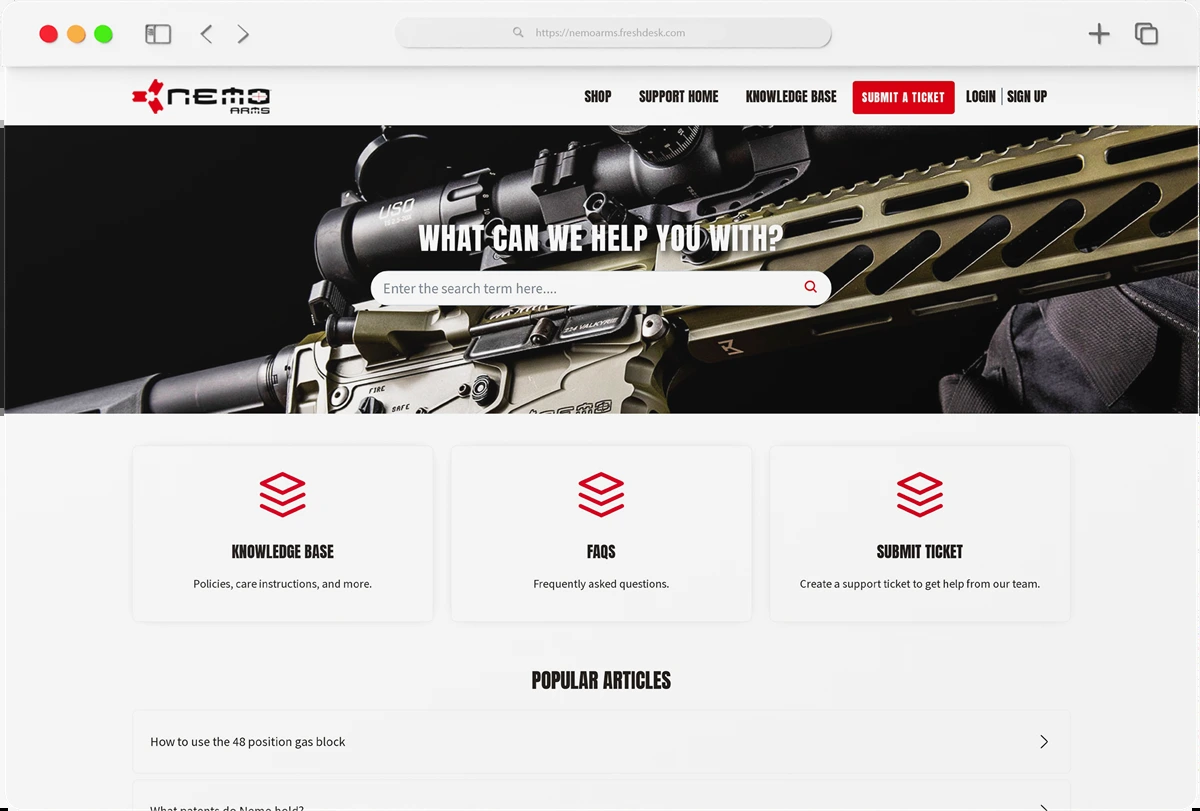 https://nemoarms.freshdesk.com
NEMO
ARMS
SHOP
SUPPORT HOME
KNOWLEDGE BASE
SUBMIT A TICKET
LOGIN
SIGN UP
USO
WHAT CAN WE HELP YOU WITH?
Enter the search term here....
224 VALKYRIE
FIRE
SAFE
NEMO
KNOWLEDGE BASE
Policies, care instructions, and more.
FAQS
Frequently asked questions.
SUBMIT TICKET
Create a support ticket to get help from our team.
POPULAR ARTICLES
How to use the 48 position gas block
What patents do Nemo hold?